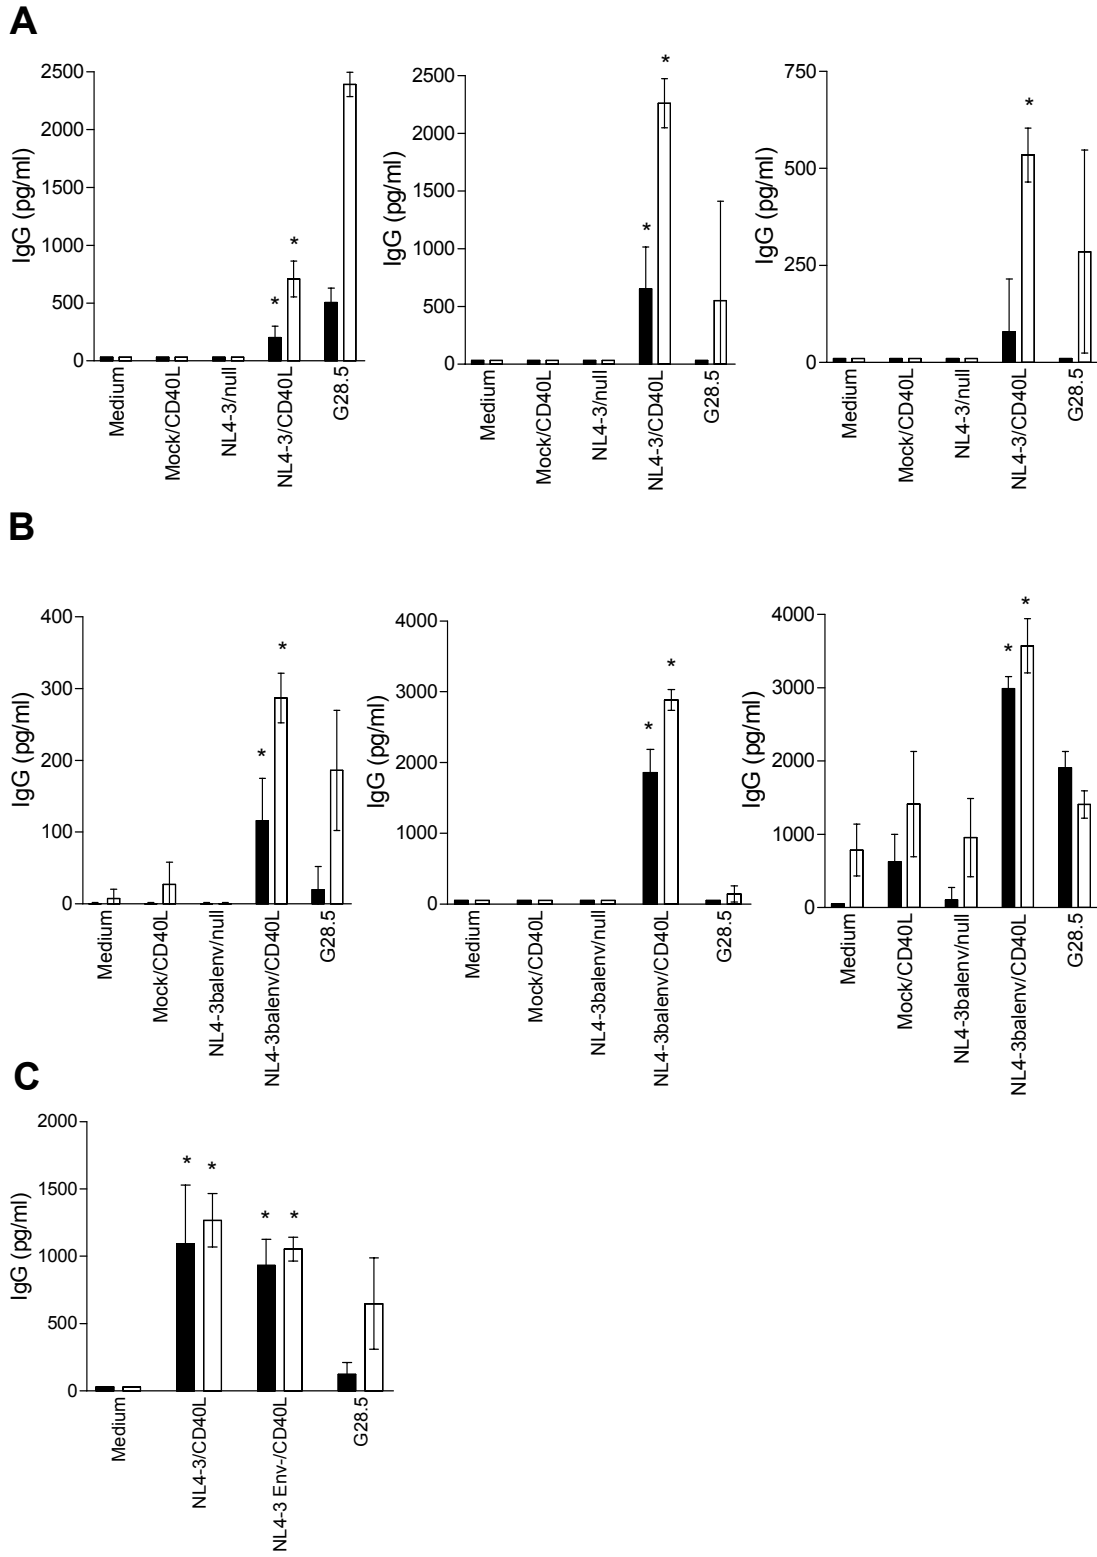 A
2500
2000
1500
1000
500
0
IgG (pg/ml)
*
*
Medium
Mock/CD40L
NL4-3/null
NL4-3/CD40L
G28.5
2500
2000
1500
1000
500
0
IgG (pg/ml)
*
*
Medium
Mock/CD40L
NL4-3/null
NL4-3/CD40L
G28.5
750
500
250
0
IgG (pg/ml)
*
Medium
Mock/CD40L
NL4-3/null
NL4-3/CD40L
G28.5
B
400
300
200
100
0
IgG (pg/ml)
*
*
Medium
Mock/CD40L
NL4-3balenv/null
NL4-3balenv/CD40L
G28.5
4000
3000
2000
1000
0
IgG (pg/ml)
*
*
Medium
Mock/CD40L
NL4-3balenv/null
NL4-3balenv/CD40L
G28.5
4000
3000
2000
1000
0
IgG (pg/ml)
*
*
Medium
Mock/CD40L
NL4-3balenv/null
NL4-3balenv/CD40L
G28.5
C
2000
1500
1000
500
0
IgG (pg/ml)
*
*
*
*
Medium
NL4-3/CD40L
NL4-3 Env-/CD40L
G28.5